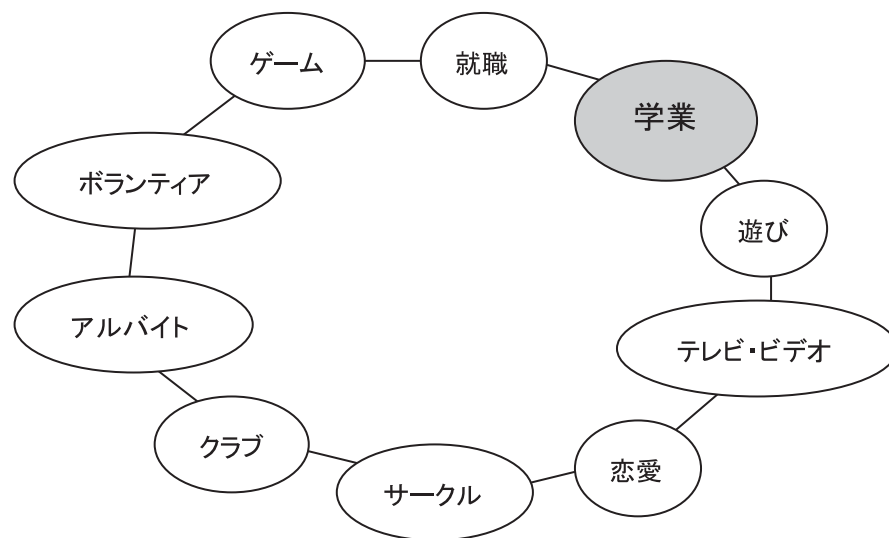 ゲーム
就職
学業
ボランティア
遊び
アルバイト
テレビ・ビデオ
クラブ
サークル
恋愛